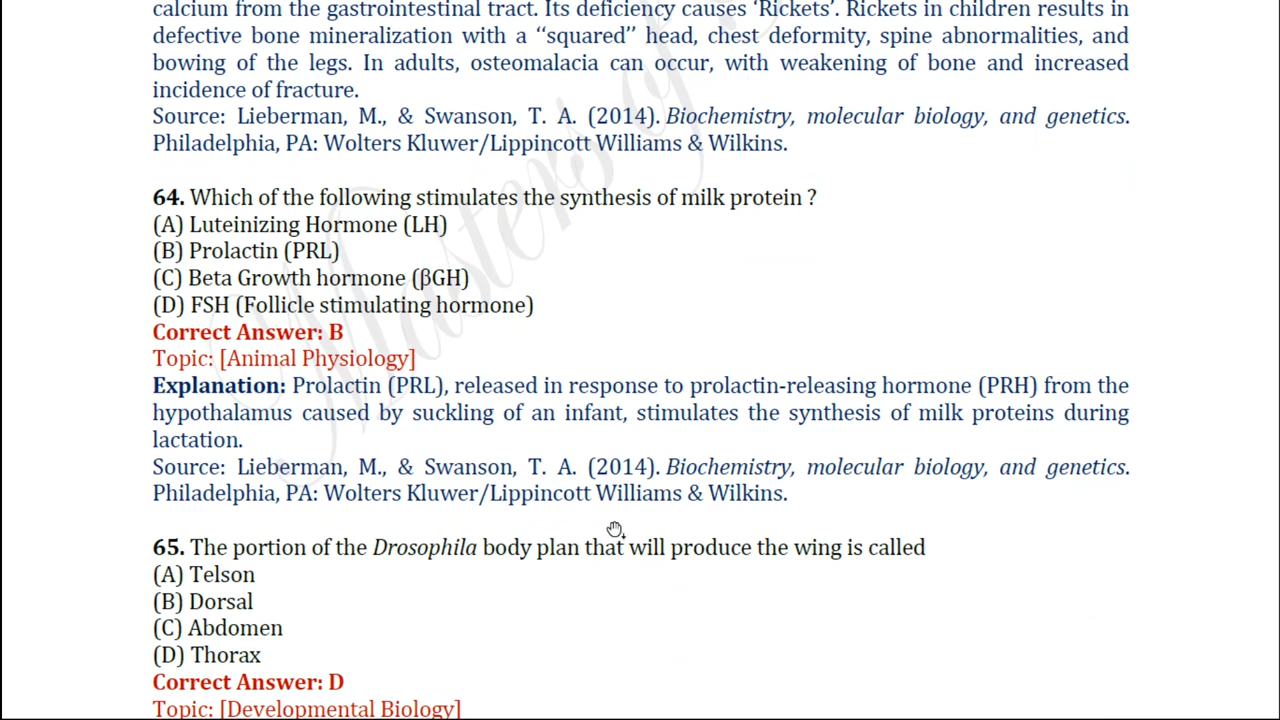 calcium from the gastrointestinal tract. Its deficiency causes ‘Rickets’. Rickets in children results in
defective bone mineralization with a “squared” head, chest deformity, spine abnormalities, and
bowing of the legs. In adults, osteomalacia can occur, with weakening of bone and increased
incidence of fracture.
Source: Lieberman, M., & Swanson, T. A. (2014). Biochemistry, molecular biology, and genetics.
Philadelphia, PA: Wolters Kluwer/Lippincott Williams & Wilkins.
64. Which of the following stimulates the synthesis of milk protein ?
(A) Luteinizing Hormone (LH)
(B) Prolactin (PRL)
(C) Beta Growth hormone (βGH)
(D) FSH (Follicle stimulating hormone)
Correct Answer: B
Topic: [Animal Physiology]
Explanation: Prolactin (PRL), released in response to prolactin-releasing hormone (PRH) from the
hypothalamus caused by suckling of an infant, stimulates the synthesis of milk proteins during
lactation.
Source: Lieberman, M., & Swanson, T. A. (2014). Biochemistry, molecular biology, and genetics.
Philadelphia, PA: Wolters Kluwer/Lippincott Williams & Wilkins.
65. The portion of the Drosophila body plan that will produce the wing is called
(A) Telson
(B) Dorsal
(C) Abdomen
(D) Thorax
Correct Answer: D
Topic: [Developmental Biology]
Masters of